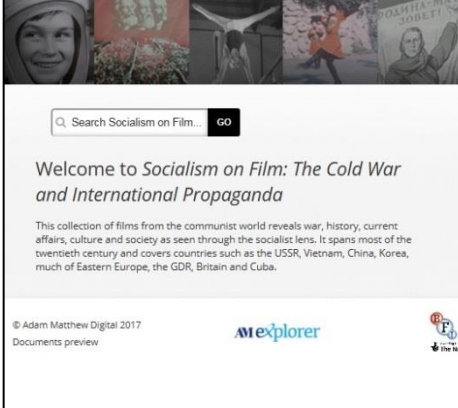 РОДИНА-М
ЗОВЕТ!
Search Socialism on Film...
GO
Welcome to Socialism on Film: The Cold War
and International Propaganda
This collection of films from the communist world reveals war, history, current
affairs, culture and society as seen through the socialist lens. It spans most of the
twentieth century and covers countries such as the USSR, Vietnam, China, Korea,
much of Eastern Europe, the GDR, Britain and Cuba.
© Adam Matthew Digital 2017
Documents preview
AM explorer
BFI
The N